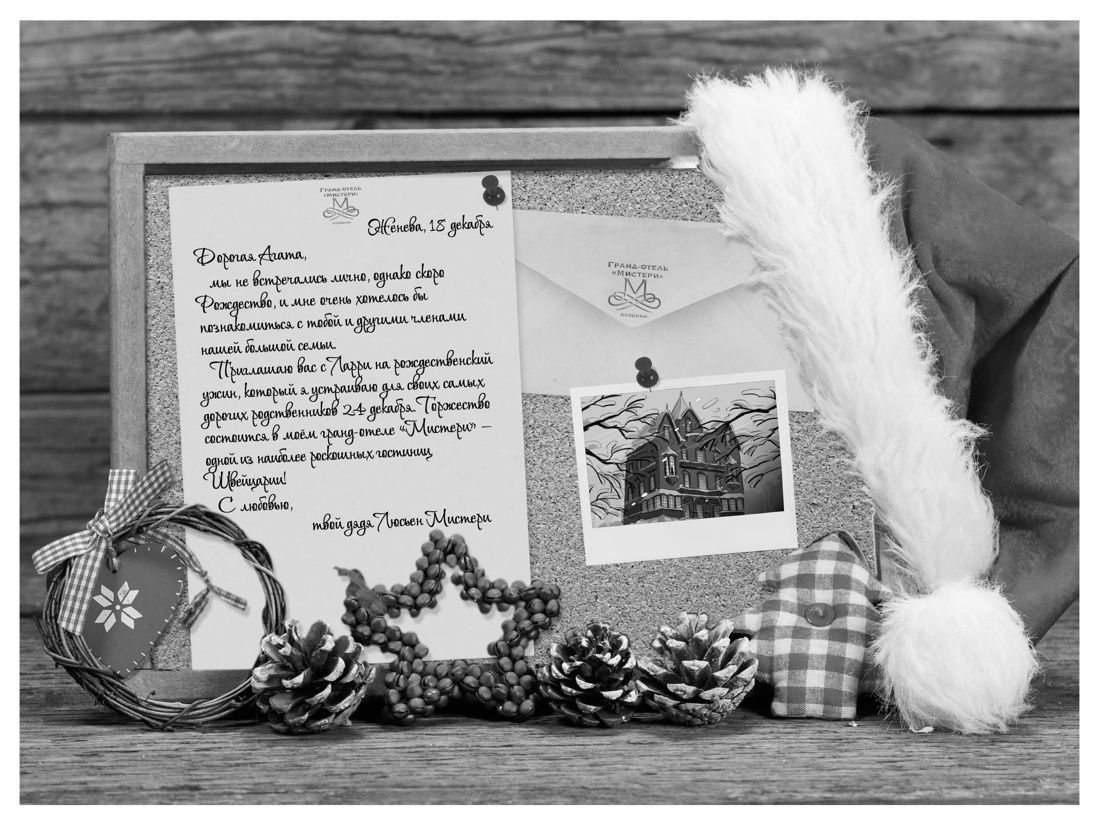 Гранд-отель
«Мистери»
М
Лозанна
Женева, 18 декабря
Дорогая Агата,
мы не встречались лично, однако скоро
Рождество, и мне очень хотелось бы
познакомиться с тобой и другими членами
нашей большой семьи.
Приглашаю вас с Ларри на рождественский
ужин, который я устраиваю для своих самых
дорогих родственников 24 декабря. Торжество
состоится в моём гранд-отеле «Мистери» –
одной из наиболее роскошных гостиниц
Швейцарии!
С любовью,
твой дядя Люсьен Мистери
Гранд-отель
«Мистери»
М
Лозанна